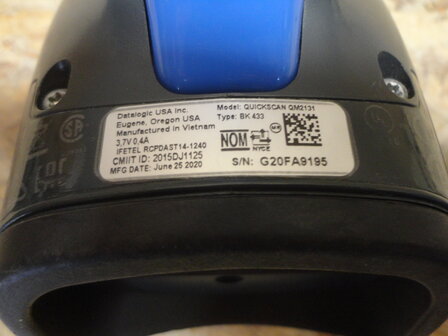 Datalogic USA Inc.
Eugene, Oregon USA
Manufactured in Vietnam
3.7V 0.4A
IFETEL RCPDAST14-1240
CMIIT ID: 2015DJ1125
MFG DATE: June 25 2020
Model: QUICKSCAN QM2131
Type: BK 433
NOM
NYCE
S/N: G20FA9195